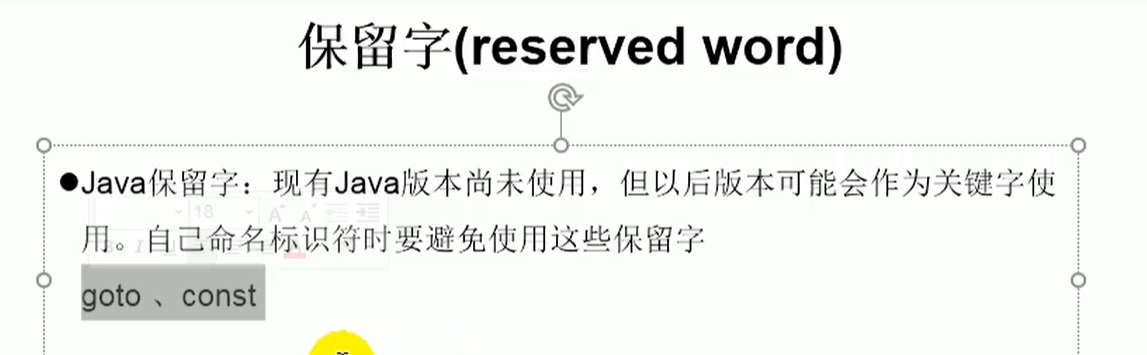 保留字(reserved word)
●Java保留字：现有Java版本尚未使用，但以后版本可能会作为关键字使
用。自己命名标识符时要避免使用这些保留字
18
goto 、const